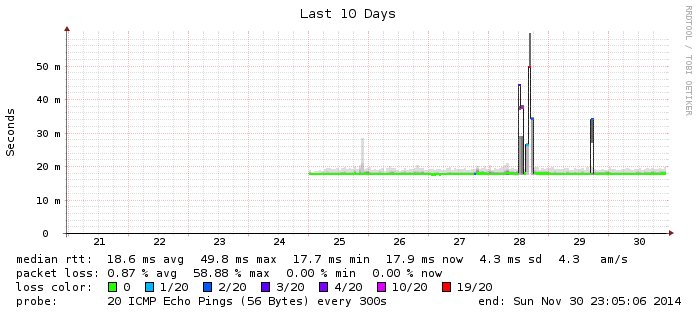 Last 10 Days
RRDTOOL / TOBI OETIKER
Seconds
50 m
40 m
30 m
20 m
10 m
0
21 22 23 24 25 26 27 28 29 30
median rtt: 18.6 ms avg 49.8 ms max 17.7 ms min 17.9 ms now 4.3 ms sd 4.3 am/s
packet loss: 0.87 % avg 58.88 % max 0.00 % min 0.00 % now
loss color: 0 1/20 2/20 3/20 4/20 10/20 19/20
probe: 20 ICMP Echo Pings (56 Bytes) every 300s end: Sun Nov 30 23:05:06 2014